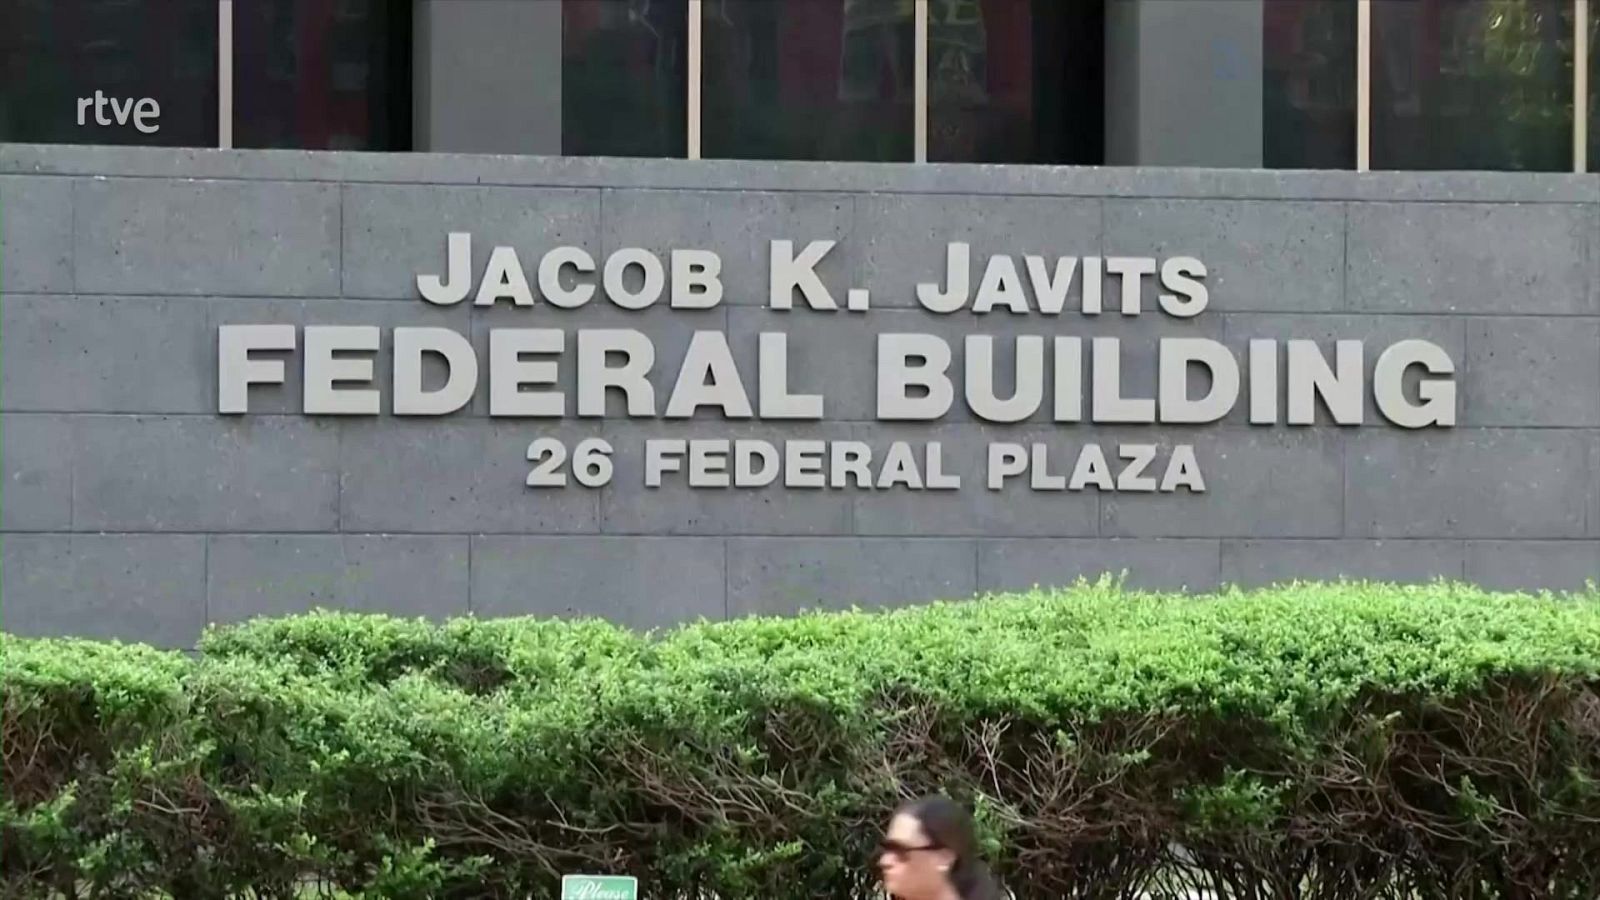 rtve
JACOB K. JAVITS
FEDERAL BUILDING
26 FEDERAL PLAZA
Please